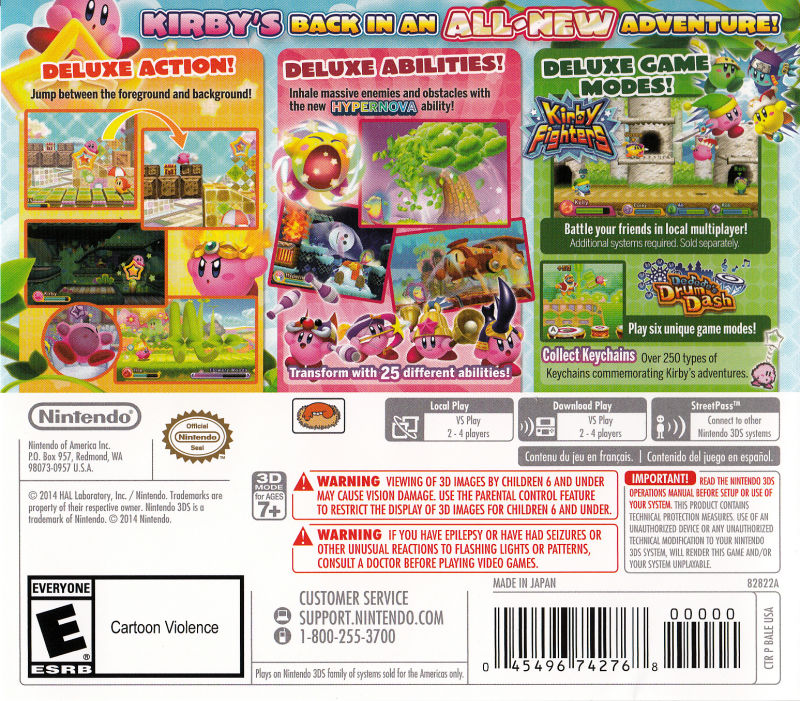 KIRBY'S BACK IN AN ALL-NEW ADVENTURE!
DELUXE ACTION!
Jump between the foreground and background!
DELUXE ABILITIES!
Inhale massive enemies and obstacles with
the new HYPERNOVA ability!
Transform with 25 different abilities!
DELUXE GAME
MODES!
Kirby
Fighters
Battle your friends in local multiplayer!
Additional systems required. Sold separately.
Dedede's
Drum
Dash
Play six unique game modes!
Collect Keychains Over 250 types of
Keychains commemorating Kirby's adventures.
Nintendo®
Nintendo of America Inc.
P.O. Box 957, Redmond, WA
98073-0957 U.S.A.
Official
Nintendo
Seal
Local Play
VS Play
2 - 4 players
Download Play
VS Play
2 - 4 players
StreetPass™
Connect to other
Nintendo 3DS systems
Contenu du jeu en français.
Contenido del juego en español.
© 2014 HAL Laboratory, Inc. / Nintendo. Trademarks are
property of their respective owner. Nintendo 3DS is a
trademark of Nintendo. © 2014 Nintendo.
3D
MODE
for AGES
7+
WARNING VIEWING OF 3D IMAGES BY CHILDREN 6 AND UNDER
MAY CAUSE VISION DAMAGE. USE THE PARENTAL CONTROL FEATURE
TO RESTRICT THE DISPLAY OF 3D IMAGES FOR CHILDREN 6 AND UNDER.
WARNING IF YOU HAVE EPILEPSY OR HAVE HAD SEIZURES OR
OTHER UNUSUAL REACTIONS TO FLASHING LIGHTS OR PATTERNS,
CONSULT A DOCTOR BEFORE PLAYING VIDEO GAMES.
IMPORTANT! READ THE NINTENDO 3DS
OPERATIONS MANUAL BEFORE SETUP OR USE OF
YOUR SYSTEM. THIS PRODUCT CONTAINS
TECHNICAL PROTECTION MEASURES. USE OF AN
UNAUTHORIZED DEVICE OR ANY UNAUTHORIZED
TECHNICAL MODIFICATION TO YOUR NINTENDO
3DS SYSTEM, WILL RENDER THIS GAME AND/OR
YOUR SYSTEM UNPLAYABLE.
EVERYONE
E
ESRB
Cartoon Violence
CUSTOMER SERVICE
SUPPORT.NINTENDO.COM
1-800-255-3700
Plays on Nintendo 3DS family of systems sold for the Americas only.
MADE IN JAPAN
82822A
0 45496 74276 8
00000
CTR P BALE USA